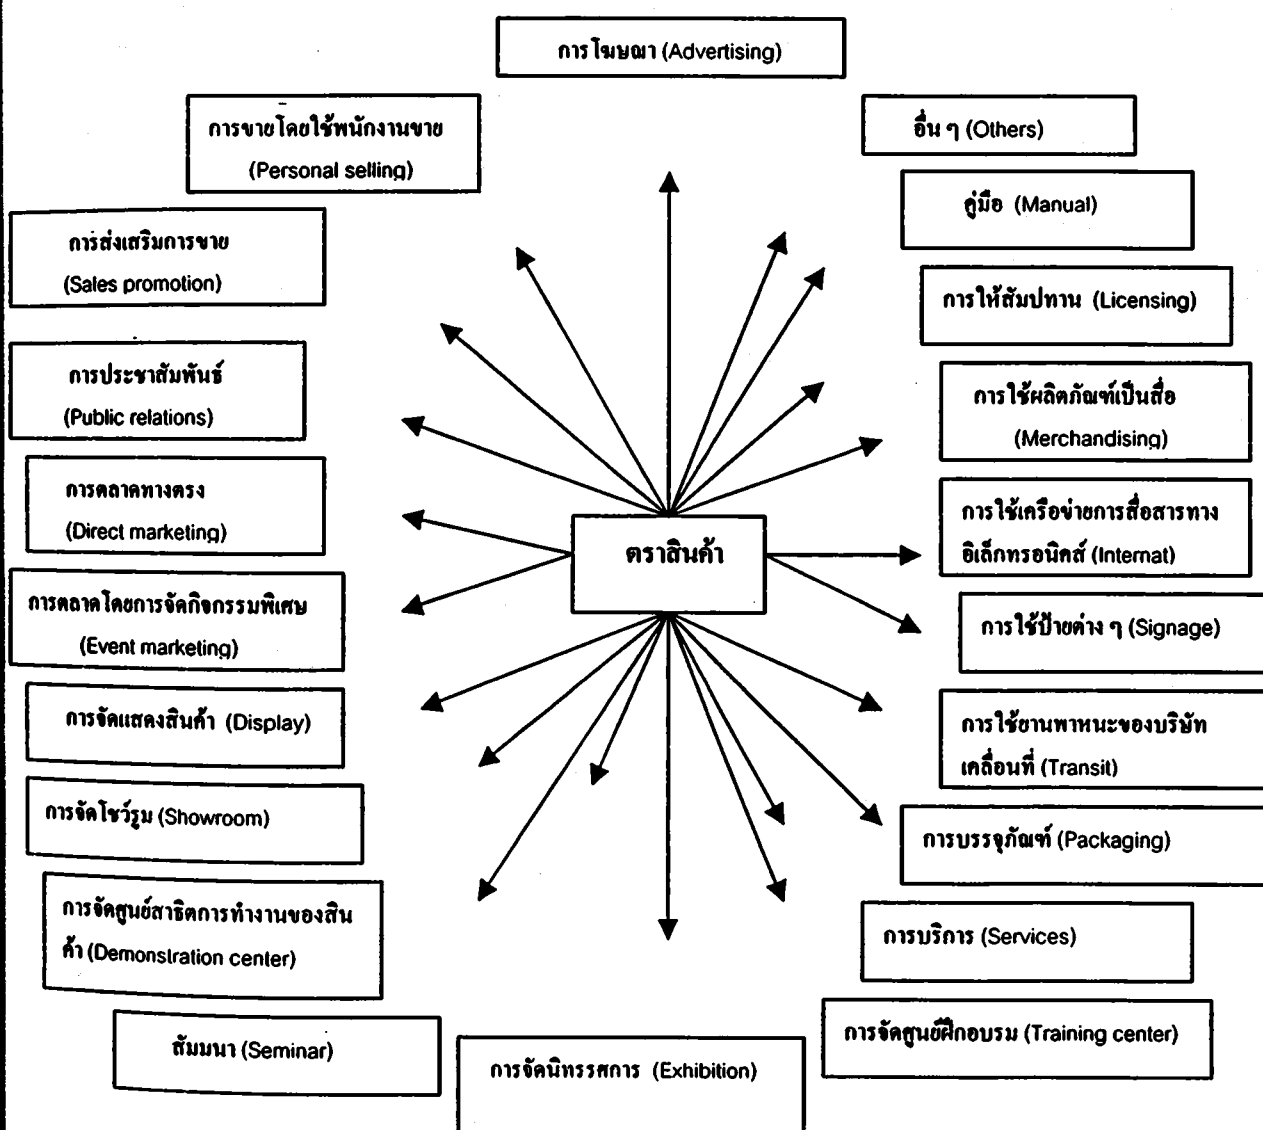 การโฆษณา (Advertising)
การขายโดยใช้พนักงานขาย
(Personal selling)
อื่น ๆ (Others)
คู่มือ (Manual)
การส่งเสริมการขาย
(Sales promotion)
การให้สัมปทาน (Licensing)
การประชาสัมพันธ์
(Public relations)
การใช้ผลิตภัณฑ์เป็นสื่อ
(Merchandising)
การตลาดทางตรง
(Direct marketing)
การใช้เครือข่ายการสื่อสารทาง
อิเล็กทรอนิคส์ (Internat)
ตราสินค้า
การตลาดโดยการจัดกิจกรรมพิเศษ
(Event marketing)
การใช้ป้ายต่าง ๆ (Signage)
การจัดแสดงสินค้า (Display)
การใช้ยานพาหนะของบริษัท
เคลื่อนที่ (Transit)
การจัดโชว์รูม (Showroom)
การบรรจุภัณฑ์ (Packaging)
การจัดศูนย์สาธิตการทำงานของสิน
ค้า (Demonstration center)
การบริการ (Services)
สัมมนา (Seminar)
การจัดนิทรรศการ (Exhibition)
การจัดศูนย์ฝึกอบรม (Training center)